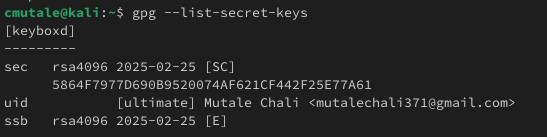 cmutale@kali:~$ gpg --list-secret-keys
[keyboxd]
---------
sec   rsa4096 2025-02-25 [SC]
      5864F7977D690B9520074AF621CF442F25E77A61
uid           [ultimate] Mutale Chali <mutalechali371@gmail.com>
ssb   rsa4096 2025-02-25 [E]